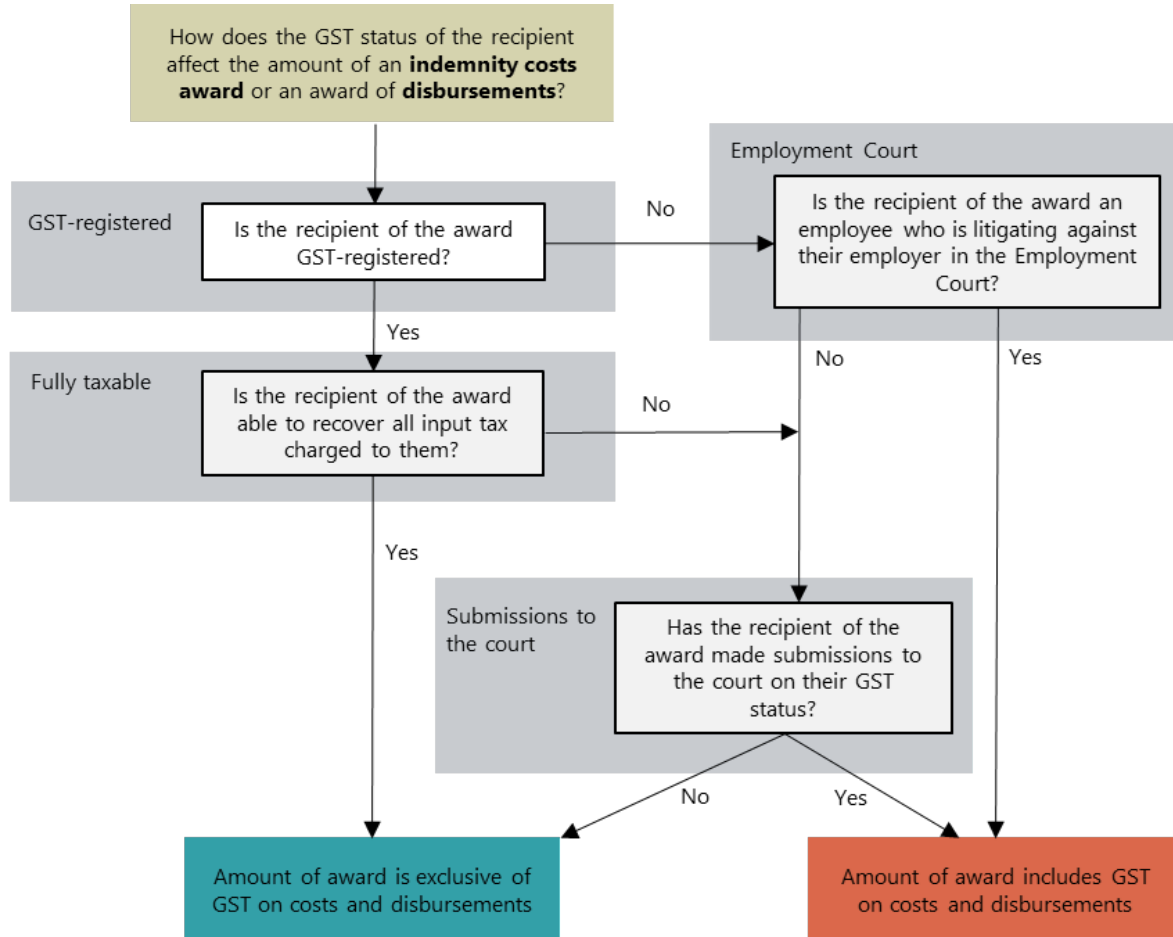 How does the GST status of the recipient
affect the amount of an indemnity costs
award or an award of disbursements?
Employment Court
Is the recipient of the award an
employee who is litigating against
their employer in the Employment
Court?
GST-registered
Is the recipient of the award
GST-registered?
No
Yes
No
Yes
Fully taxable
Is the recipient of the award
able to recover all input tax
charged to them?
No
Yes
Submissions to
the court
Has the recipient of the
award made submissions to
the court on their GST
status?
No
Yes
Amount of award is exclusive of
GST on costs and disbursements
Amount of award includes GST
on costs and disbursements